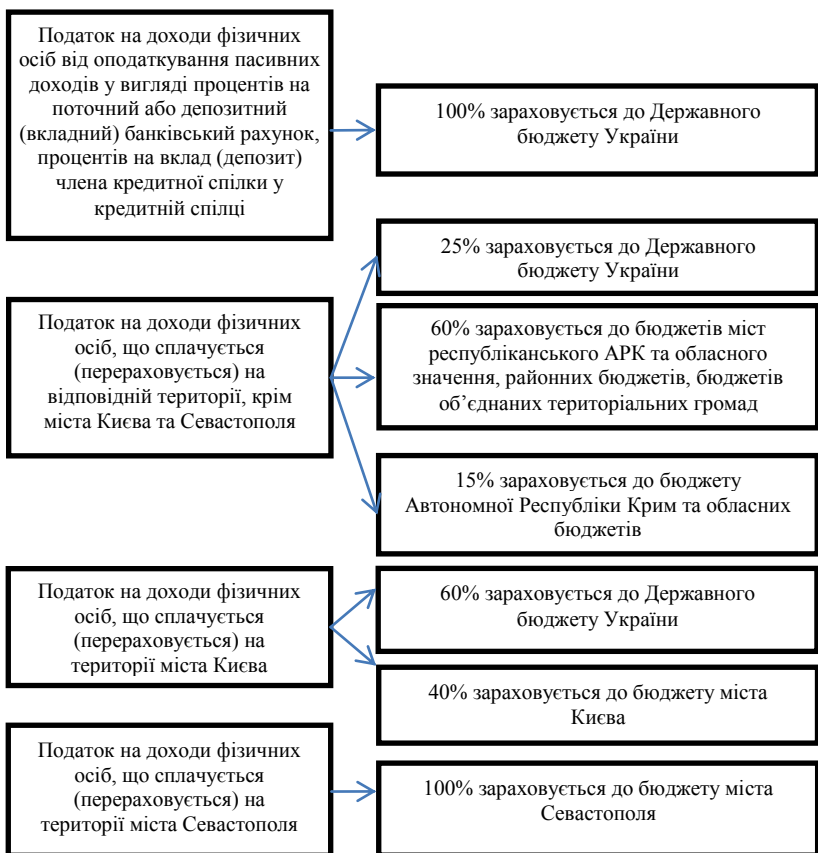 Податок на доходи фізичних
осіб від оподаткування пасивних
доходів у вигляді процентів на
поточний або депозитний
(вкладний) банківський рахунок,
процентів на вклад (депозит)
члена кредитної спілки у
кредитній спілці
100% зараховується до Державного
бюджету України
Податок на доходи фізичних
осіб, що сплачується
(перераховується) на
відповідній території, крім
міста Києва та Севастополя
25% зараховується до Державного
бюджету України
60% зараховується до бюджетів міст
республіканського АРК та обласного
значення, районних бюджетів, бюджетів
об’єднаних територіальних громад
15% зараховується до бюджету
Автономної Республіки Крим та обласних
бюджетів
Податок на доходи фізичних
осіб, що сплачується
(перераховується) на
території міста Києва
60% зараховується до Державного
бюджету України
40% зараховується до бюджету міста
Києва
Податок на доходи фізичних
осіб, що сплачується
(перераховується) на
території міста Севастополя
100% зараховується до бюджету міста
Севастополя